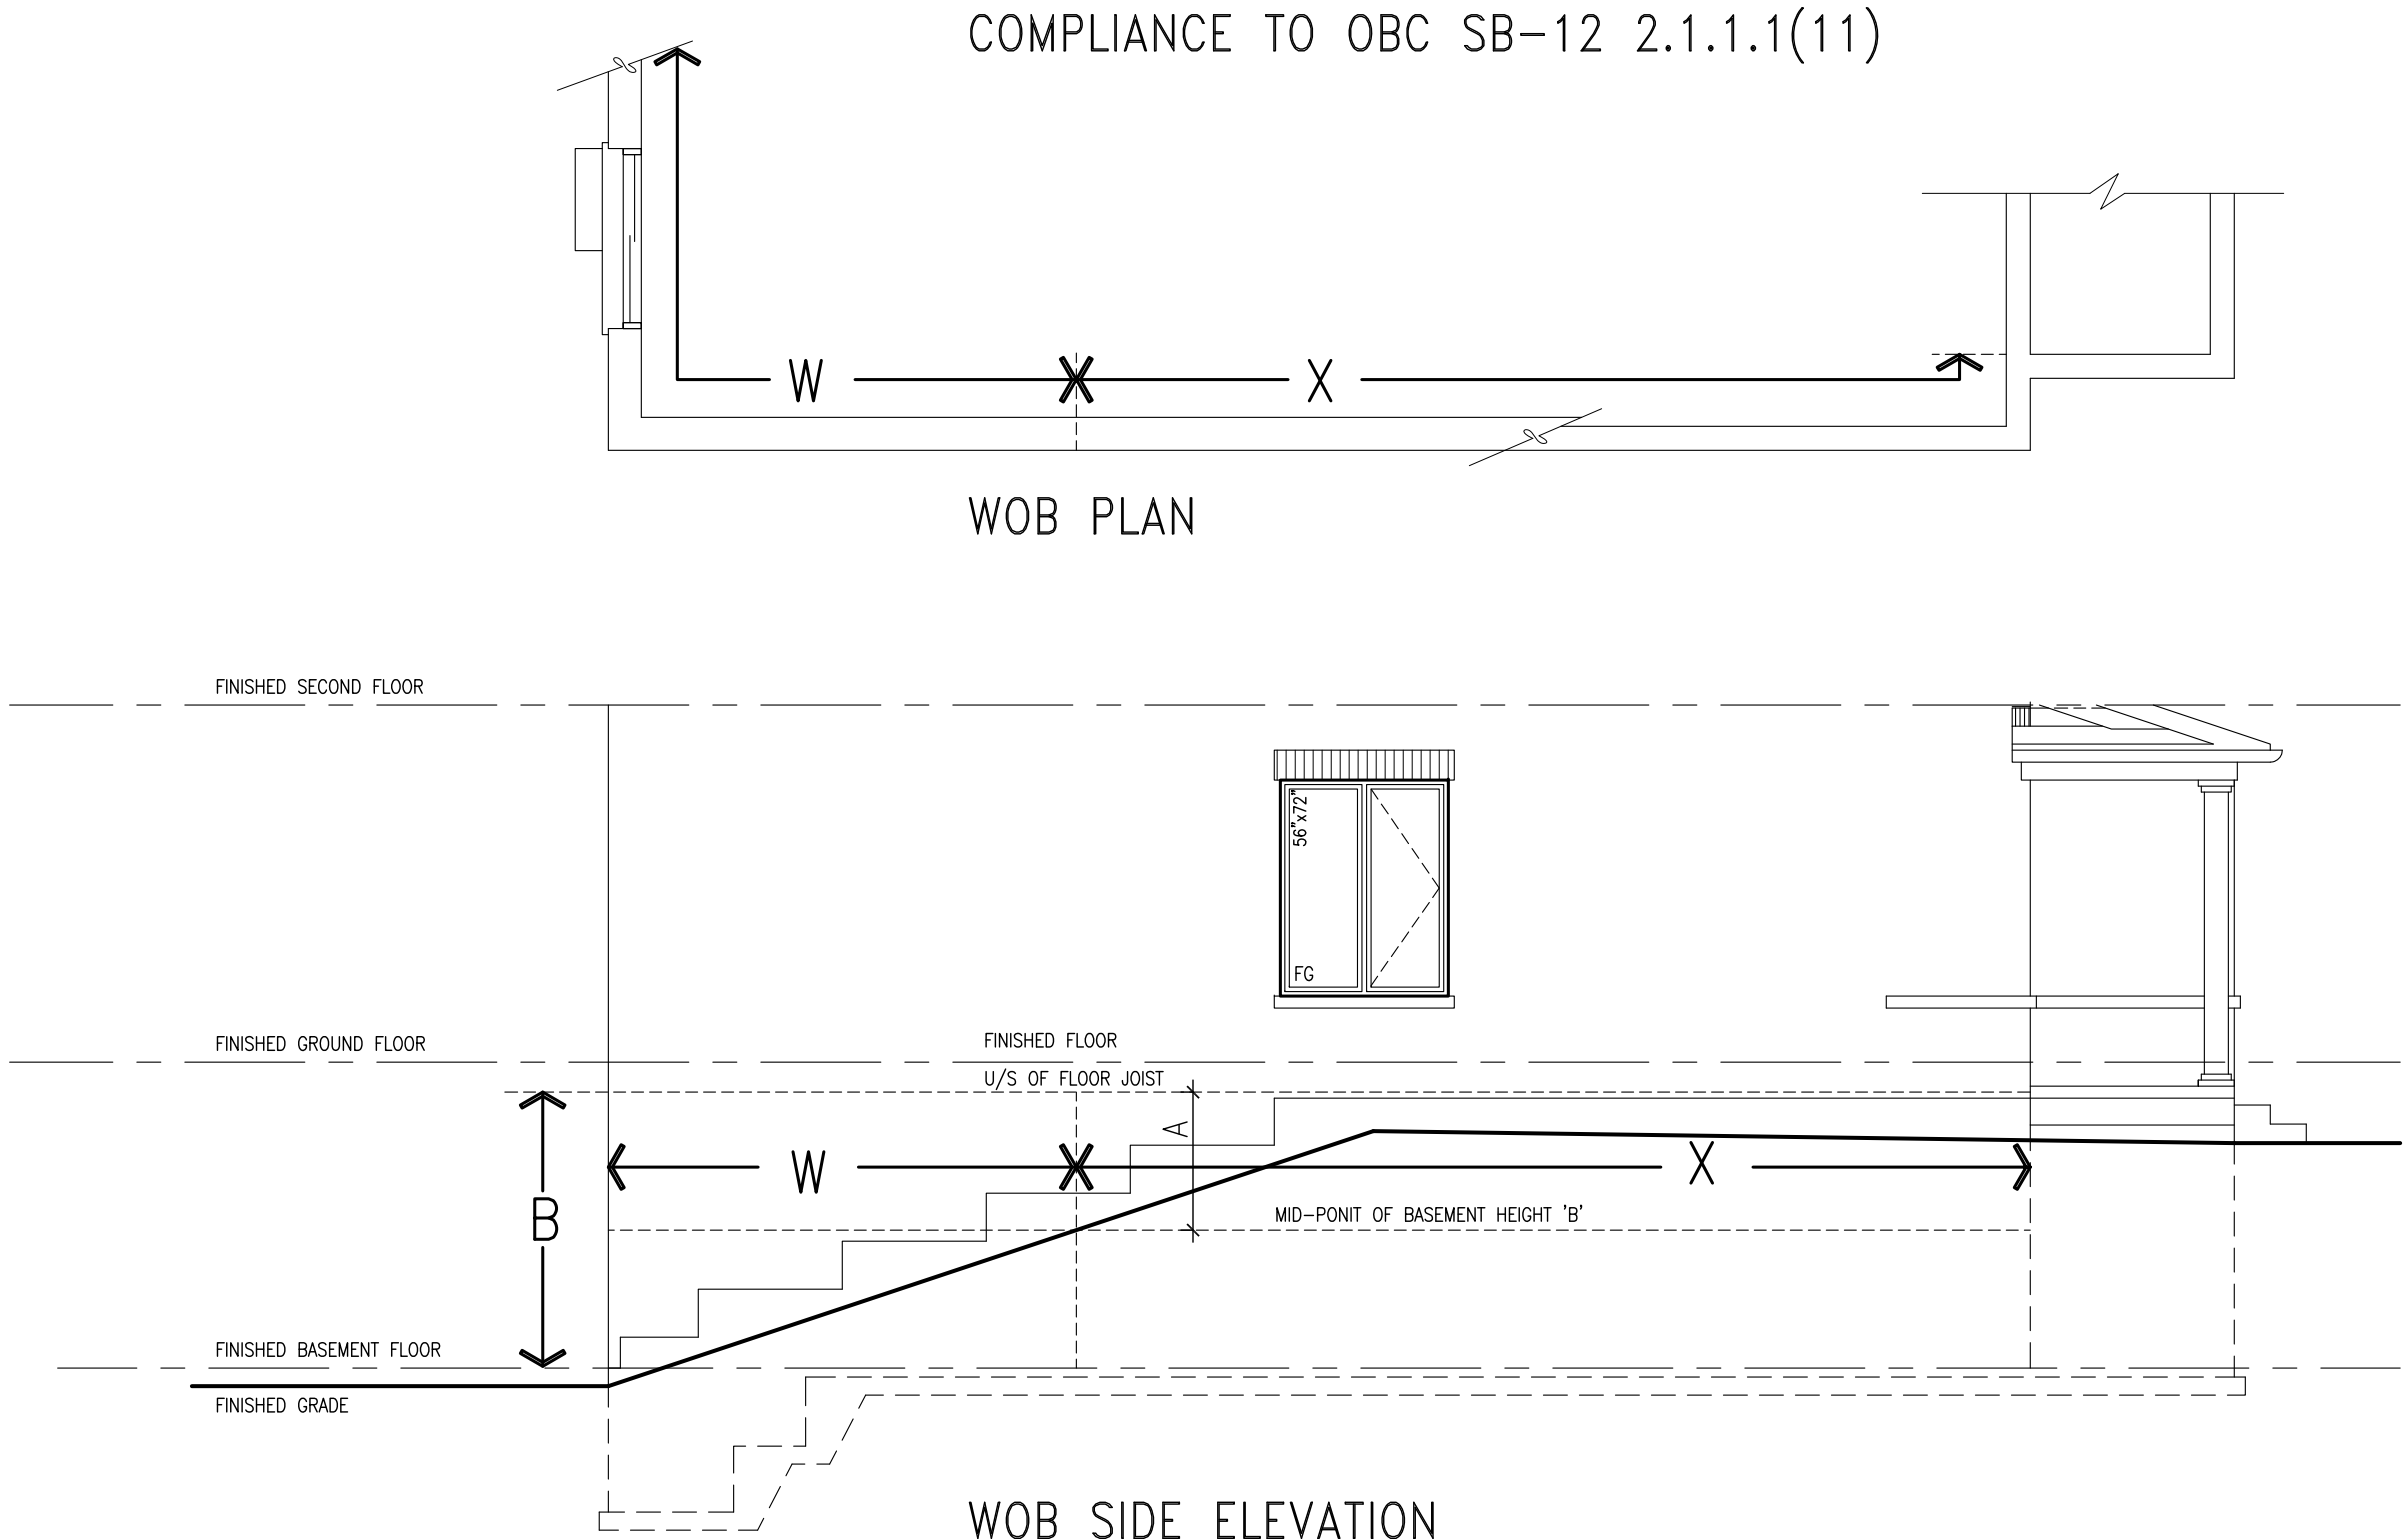 COMPLIANCE TO OBC SB-12 2.1.1.1(11)
W
X
WOB PLAN
FINISHED SECOND FLOOR
56"x72"
FG
FINISHED GROUND FLOOR
FINISHED FLOOR
U/S OF FLOOR JOIST
A
B
W
X
MID-PONIT OF BASEMENT HEIGHT 'B'
FINISHED BASEMENT FLOOR
FINISHED GRADE
WOB SIDE ELEVATION